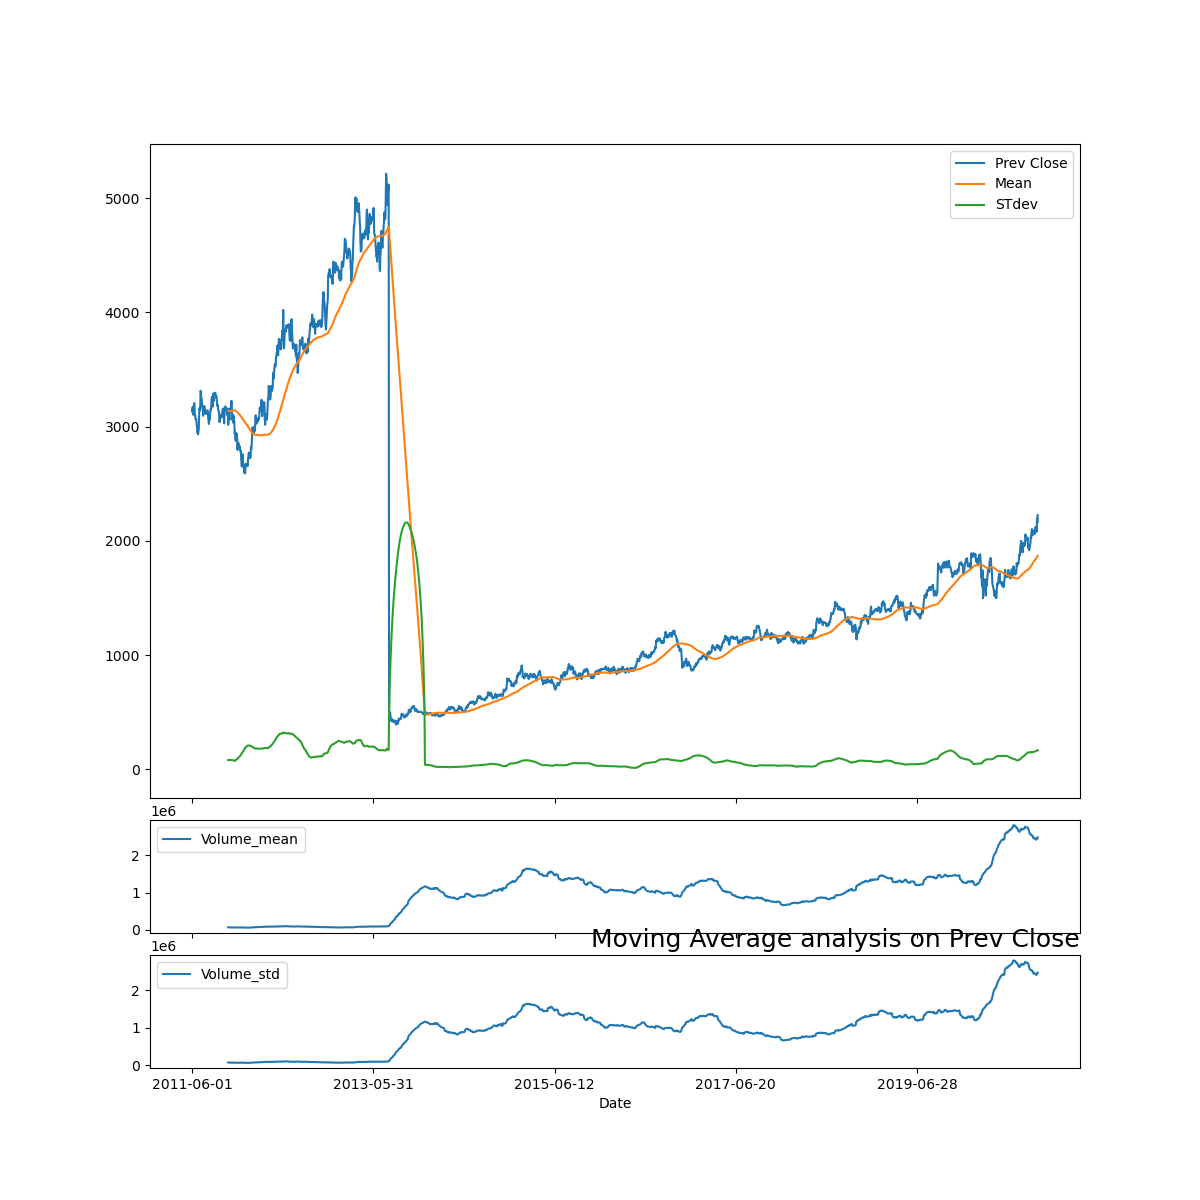 Prev Close
Mean
STdev
5000
4000
3000
2000
1000
0
1e6
Volume_mean
2
1
0
Moving Average analysis on Prev Close
1e6
Volume_std
2
1
0
2011-06-01 2013-05-31 2015-06-12 2017-06-20 2019-06-28
Date